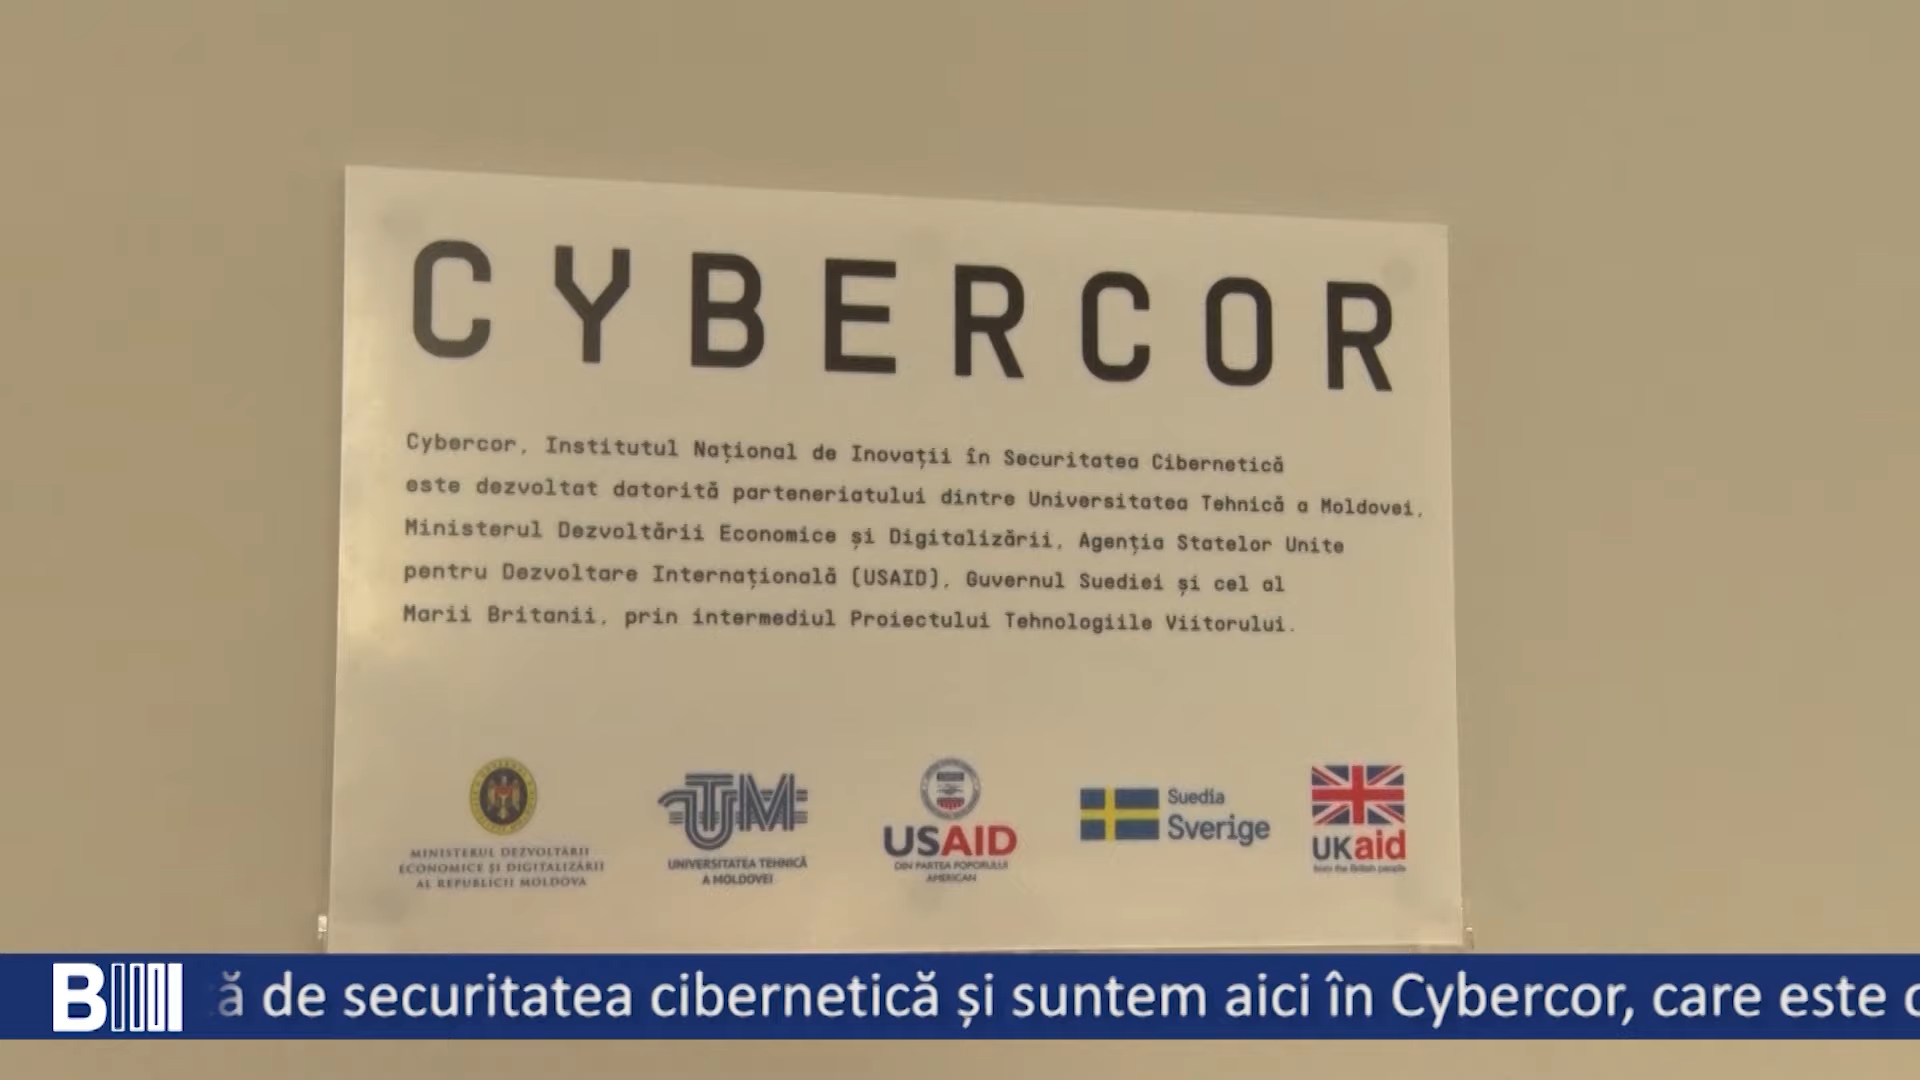 CYBERCOR
Cybercor, Institutul Național de Inovații în Securitatea Cibernetică
este dezvoltat datorită parteneriatului dintre Universitatea Tehnică a Moldovei,
Ministerul Dezvoltării Economice și Digitalizării, Agenția Statelor Unite
pentru Dezvoltare Internațională (USAID), Guvernul Suediei și cel al
Marii Britanii, prin intermediul Proiectului Tehnologiile Viitorului.
MINISTERUL DEZVOLTĂRII
ECONOMICE ȘI DIGITALIZĂRII
AL REPUBLICII MOLDOVA
UTM
UNIVERSITATEA TEHNICĂ
A MOLDOVEI
USAID
DIN PARTEA POPORULUI
AMERICAN
Suedia
Sverige
UKaid
from the British people
B ă de securitatea cibernetică și suntem aici în Cybercor, care este